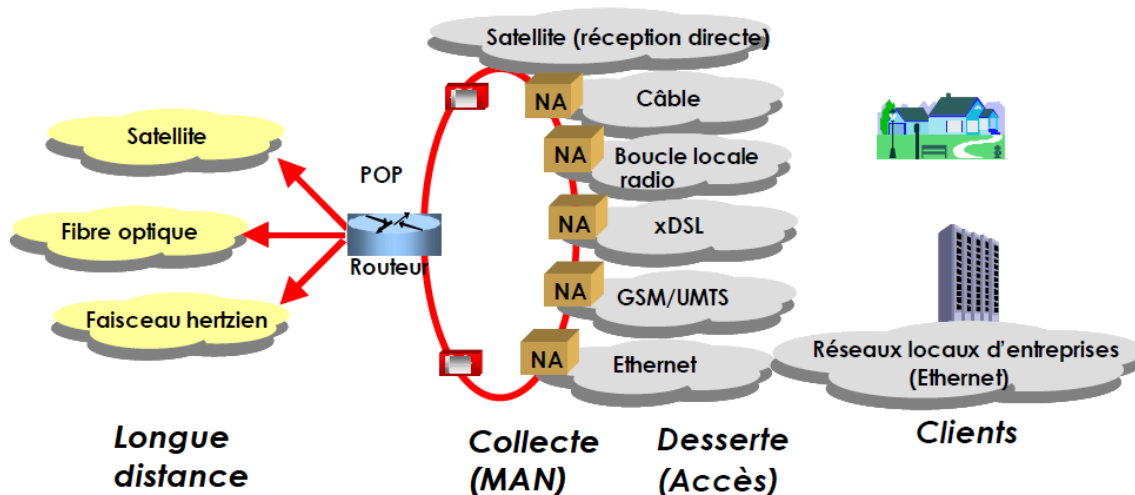 Satellite (réception directe)
NA
Câble
Satellite
POP
NA
Boucle locale
radio
Fibre optique
NA
xDSL
Routeur
NA
GSM/UMTS
Faisceau hertzien
NA
Ethernet
Réseaux locaux d'entreprises
(Ethernet)
Longue
distance
Collecte
(MAN)
Desserte
(Accès)
Clients